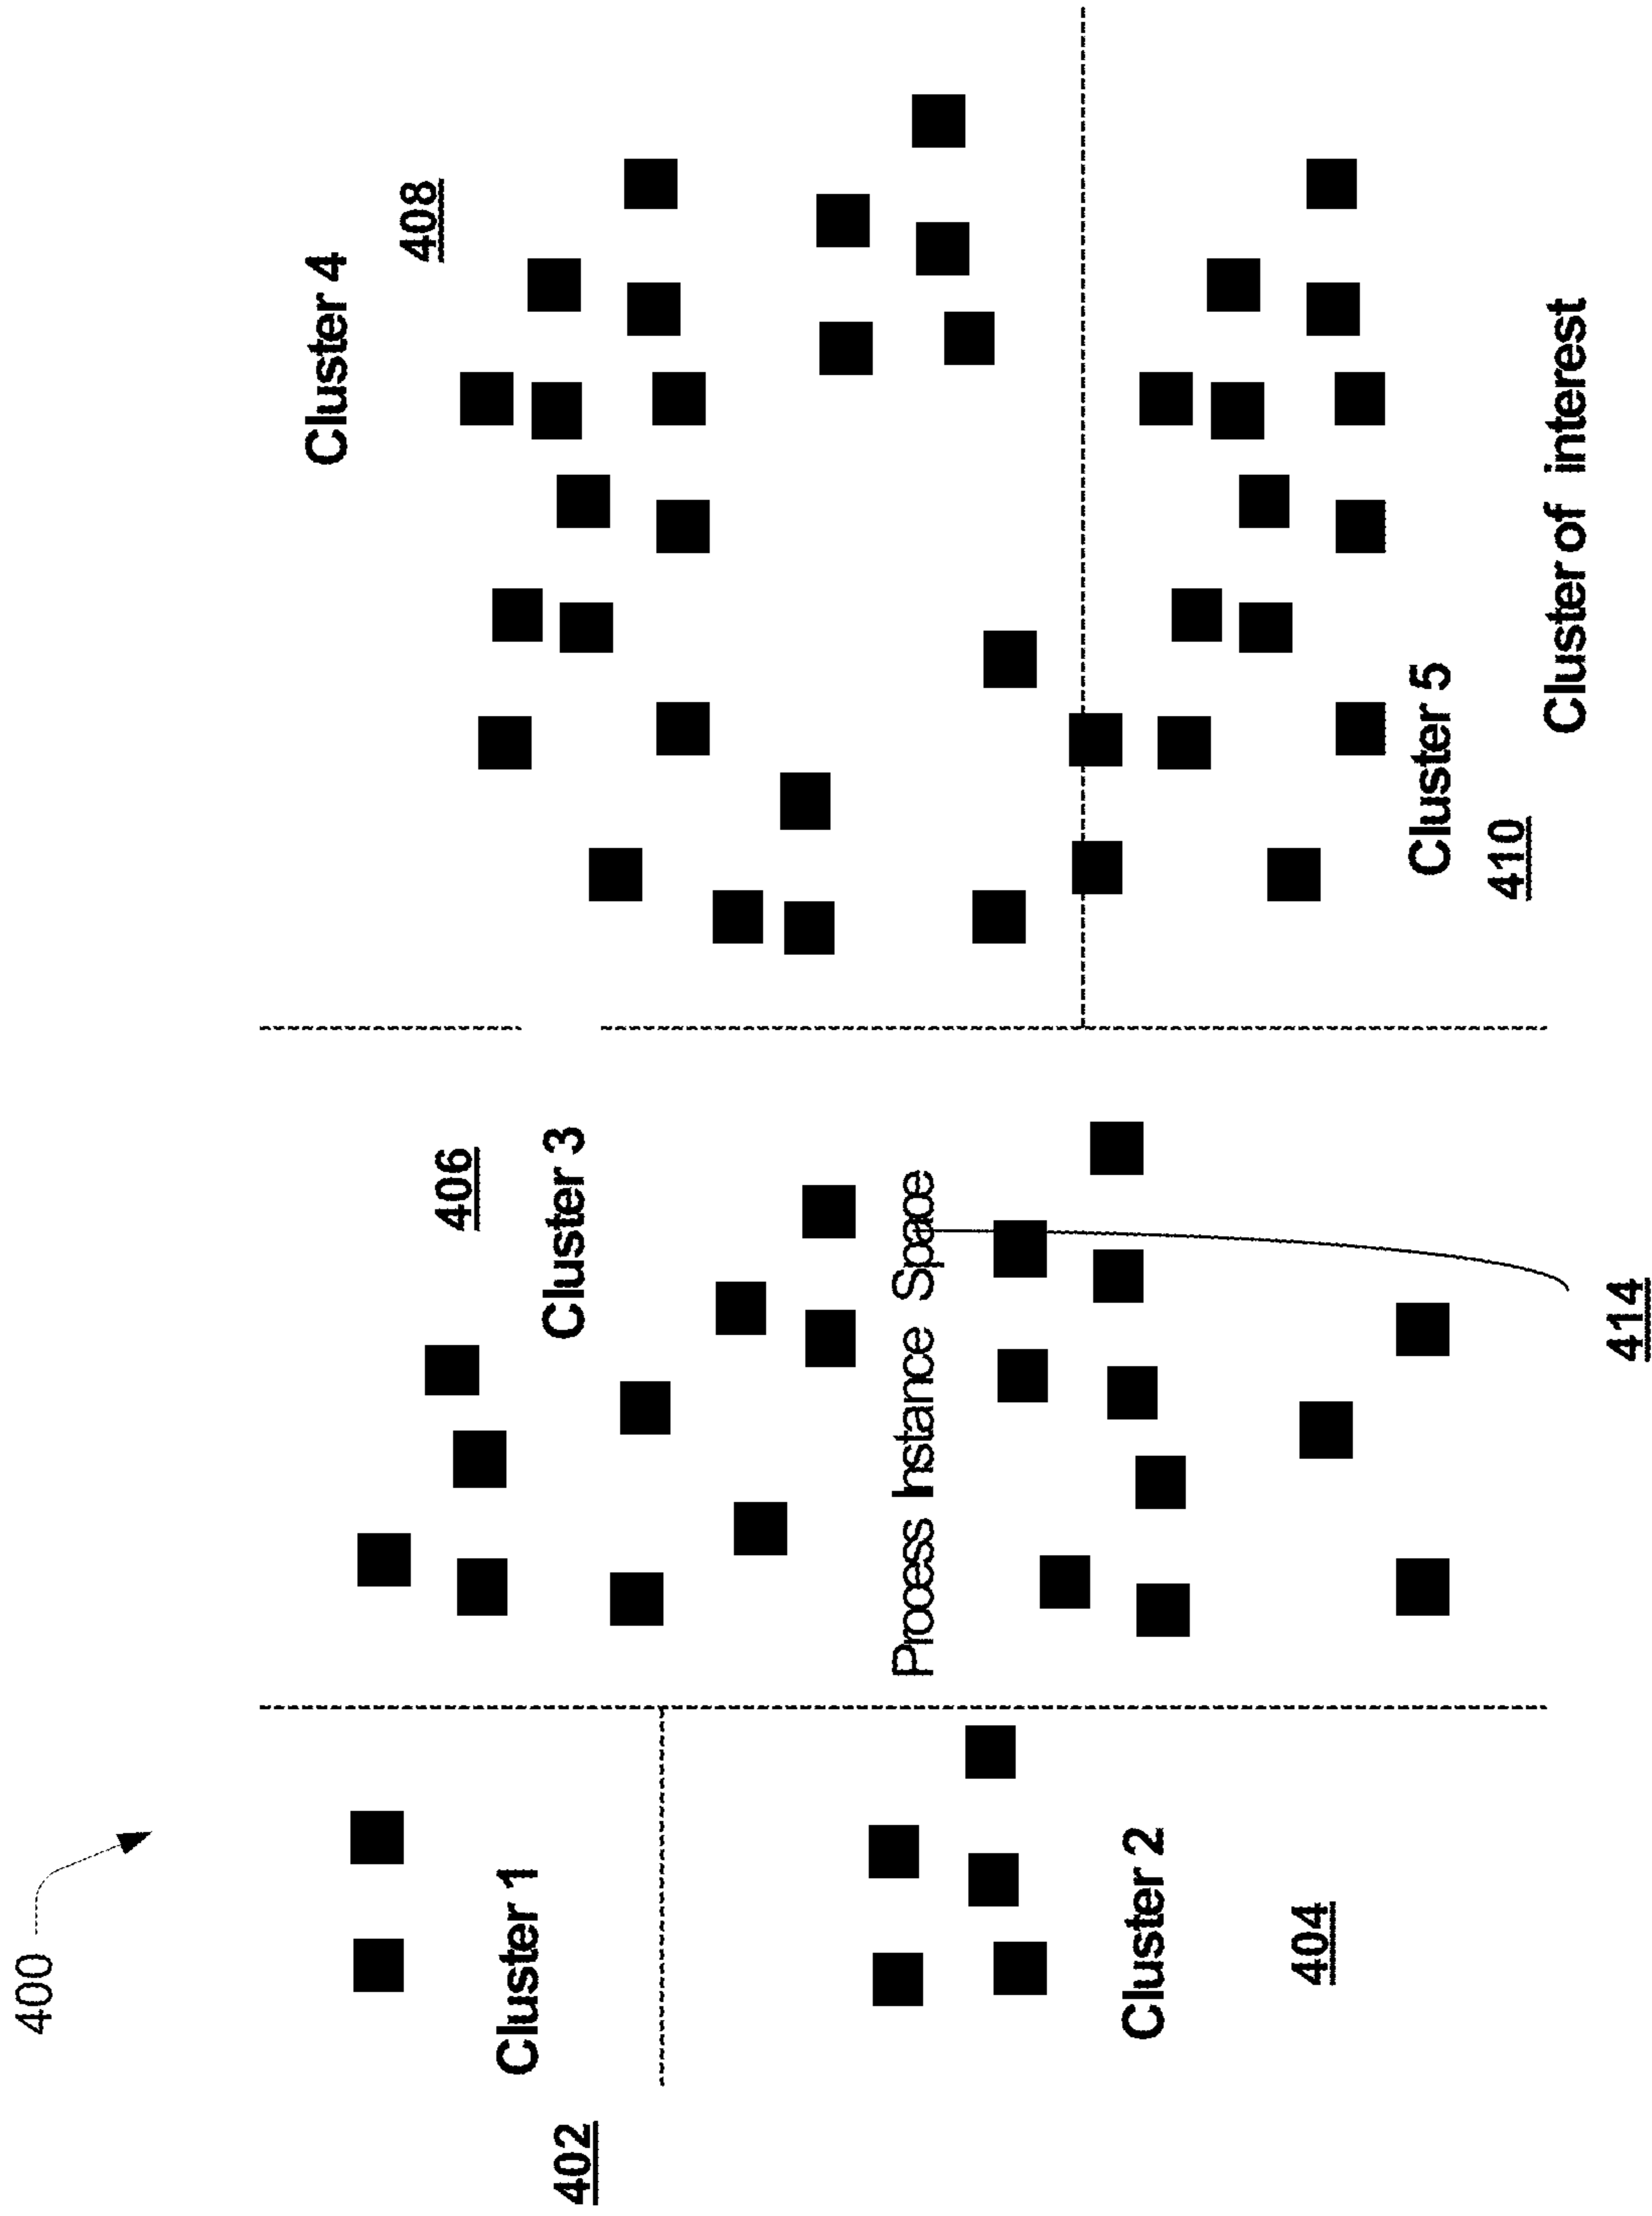 400
402
Cluster 1
Cluster 2
404
406
Cluster 3
Process Instance Space
414
Cluster 4
408
Cluster 5
410
Cluster of interest